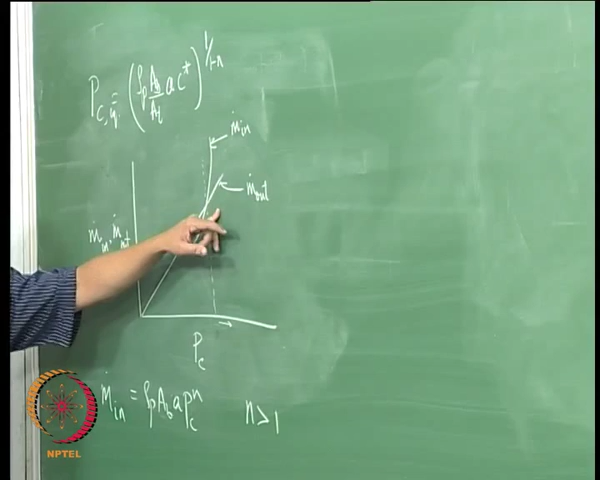 P_{c,eq.} = (ρ_p A_b/A_t a c*)^{1/1-n}
ṁ_in
ṁ_out
ṁ_in, ṁ_out
P_c
ṁ_in = ρ_p A_b a P_c^n n > 1
NPTEL